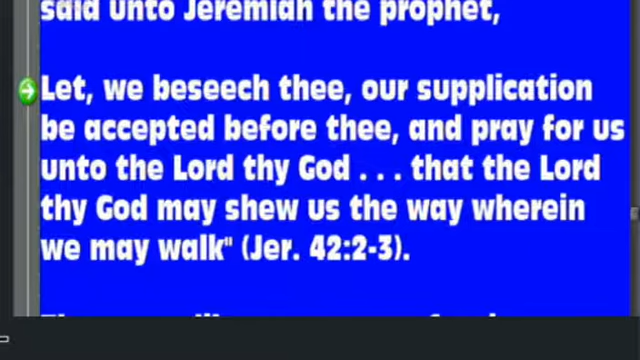 said unto Jeremiah the prophet,
Let, we beseech thee, our supplication
be accepted before thee, and pray for us
unto the Lord thy God . . . that the Lord
thy God may shew us the way wherein
we may walk" (Jer. 42:2-3).